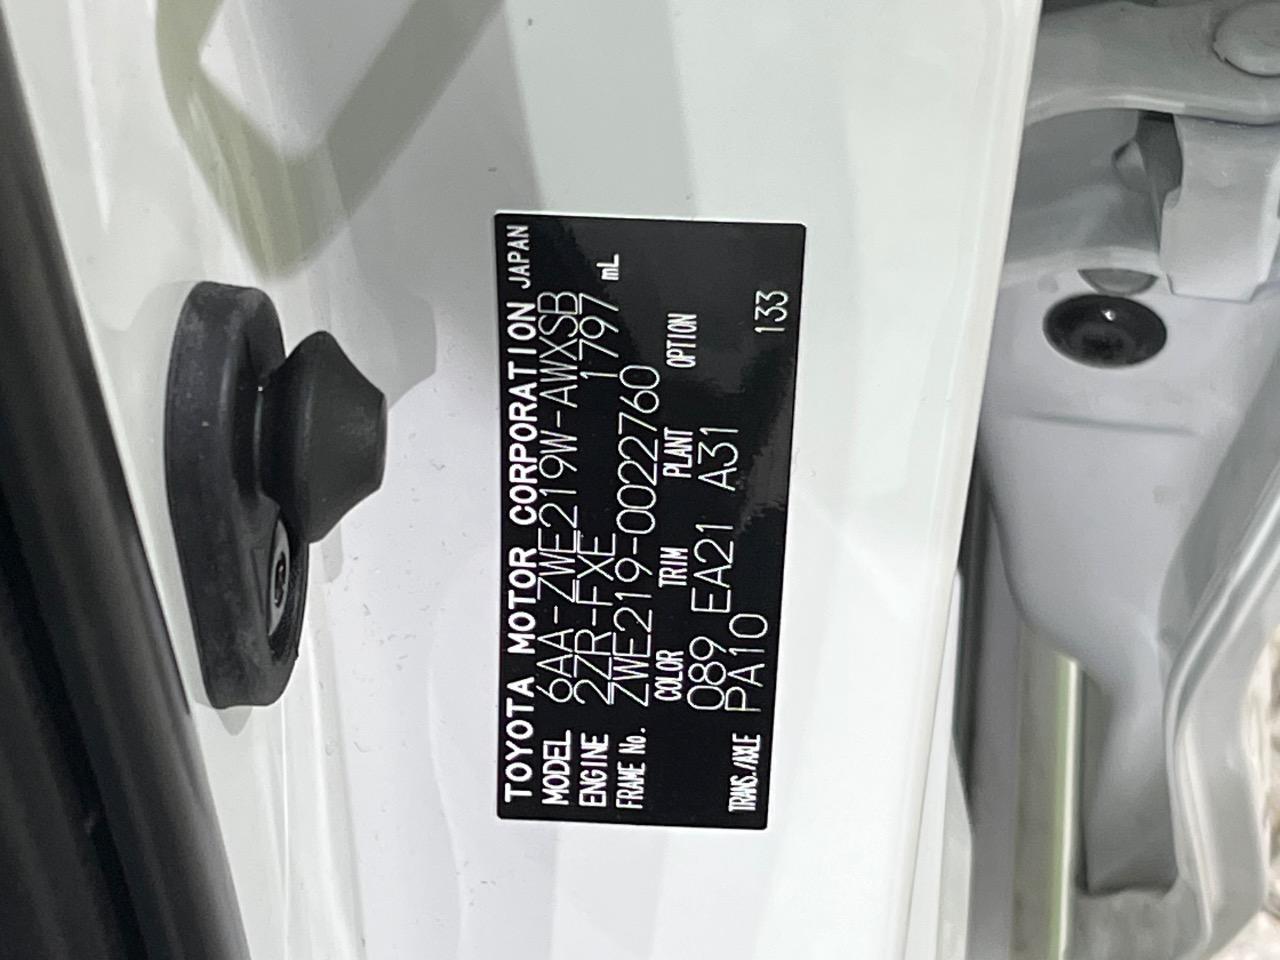 TOYOTA MOTOR CORPORATION JAPAN
MODEL 6AA-ZWE219W-AWXSB
ENGINE 2ZR-FXE 1797 mL
FRAME No. ZWE219-0022760
COLOR TRIM PLANT OPTION
089 EA21 A31
TRANS./AXLE PA10 133